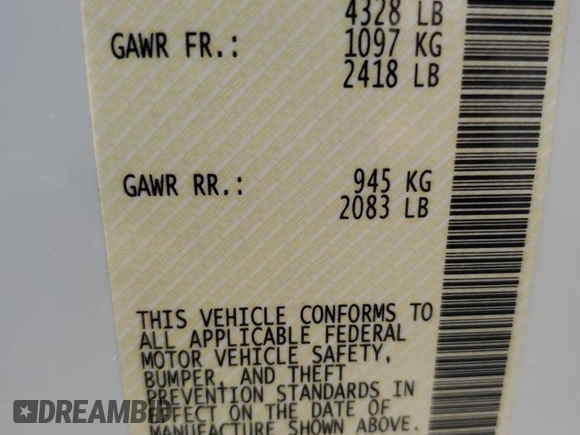 4328 LB
GAWR FR.: 1097 KG
2418 LB
GAWR RR.: 945 KG
2083 LB
THIS VEHICLE CONFORMS TO
ALL APPLICABLE FEDERAL
MOTOR VEHICLE SAFETY,
BUMPER, AND THEFT
PREVENTION STANDARDS IN
EFFECT ON THE DATE OF
MANUFACTURE SHOWN ABOVE.
DREAMBID